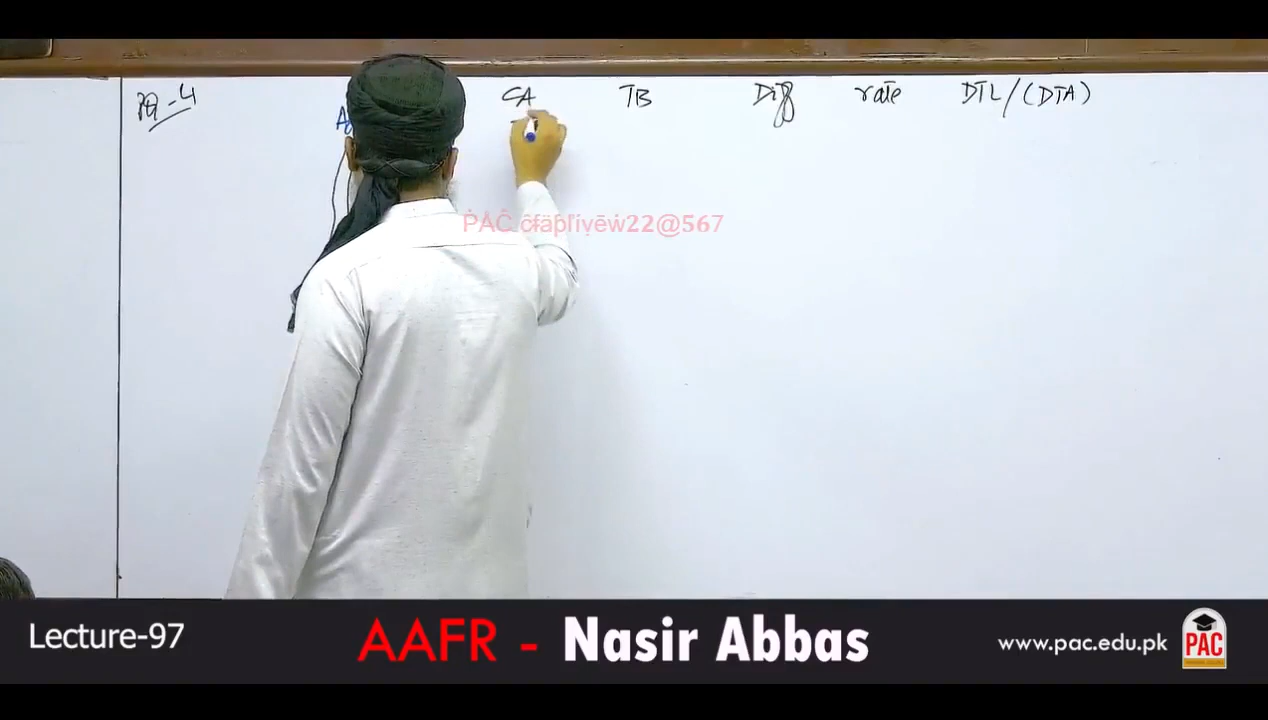 PQ-4 CA TB Diff rate DTL/(DTA)
PAC cfapliview22@567
Lecture-97 AAFR - Nasir Abbas www.pac.edu.pk PAC